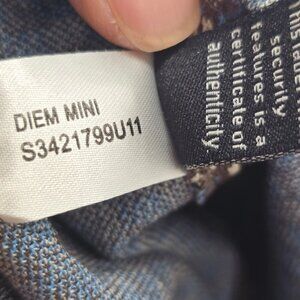 DIEM MINI
S3421799U11
security
features is a
certificate of
authenticity